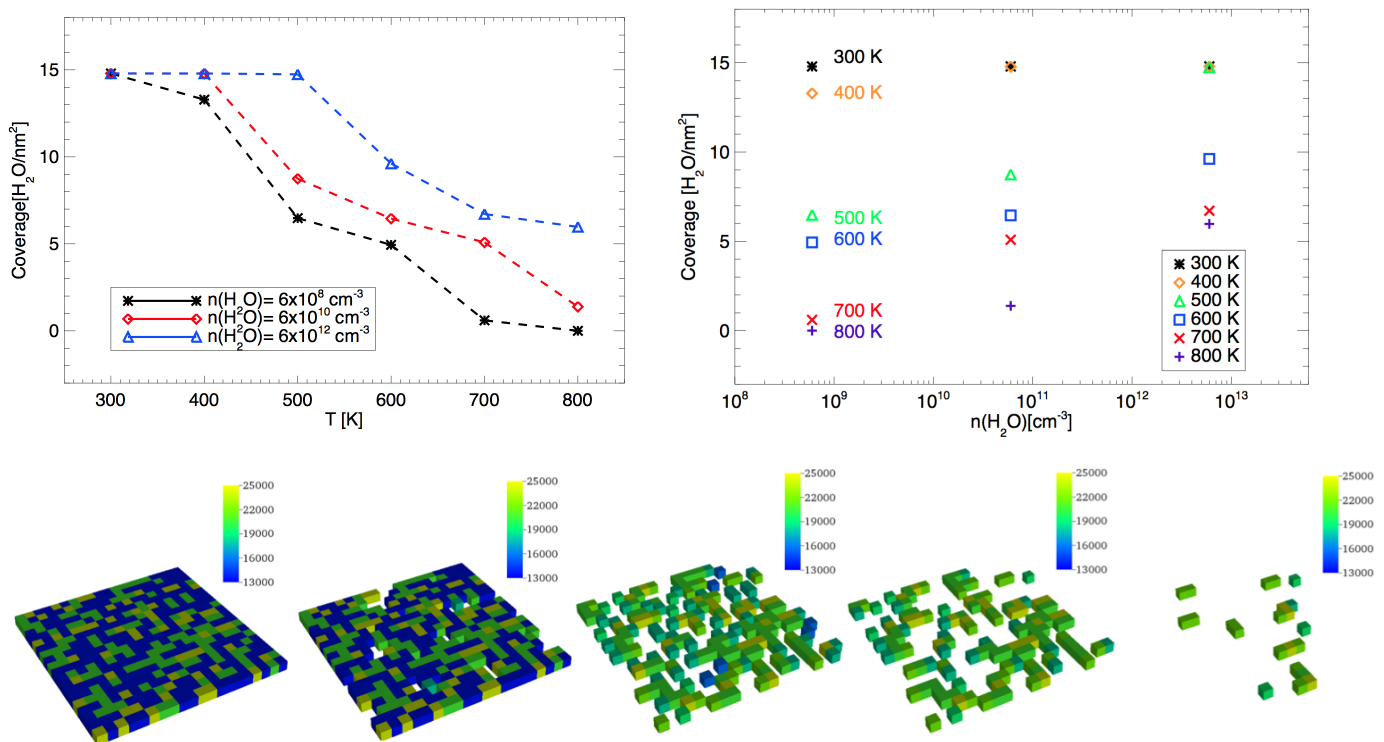 15
10
5
0
Coverage[H2O/nm2]
n(H2O)= 6x10^8 cm^-3
n(H2O)= 6x10^10 cm^-3
n(H2O)= 6x10^12 cm^-3
300 400 500 600 700 800
T [K]
15
10
5
0
Coverage [H2O/nm2]
300 K
400 K
500 K
600 K
700 K
800 K
300 K
400 K
500 K
600 K
700 K
800 K
10^8 10^9 10^10 10^11 10^12 10^13
n(H2O)[cm^-3]
25000
22000
19000
16000
13000
25000
22000
19000
16000
13000
25000
22000
19000
16000
13000
25000
22000
19000
16000
13000
25000
22000
19000
16000
13000